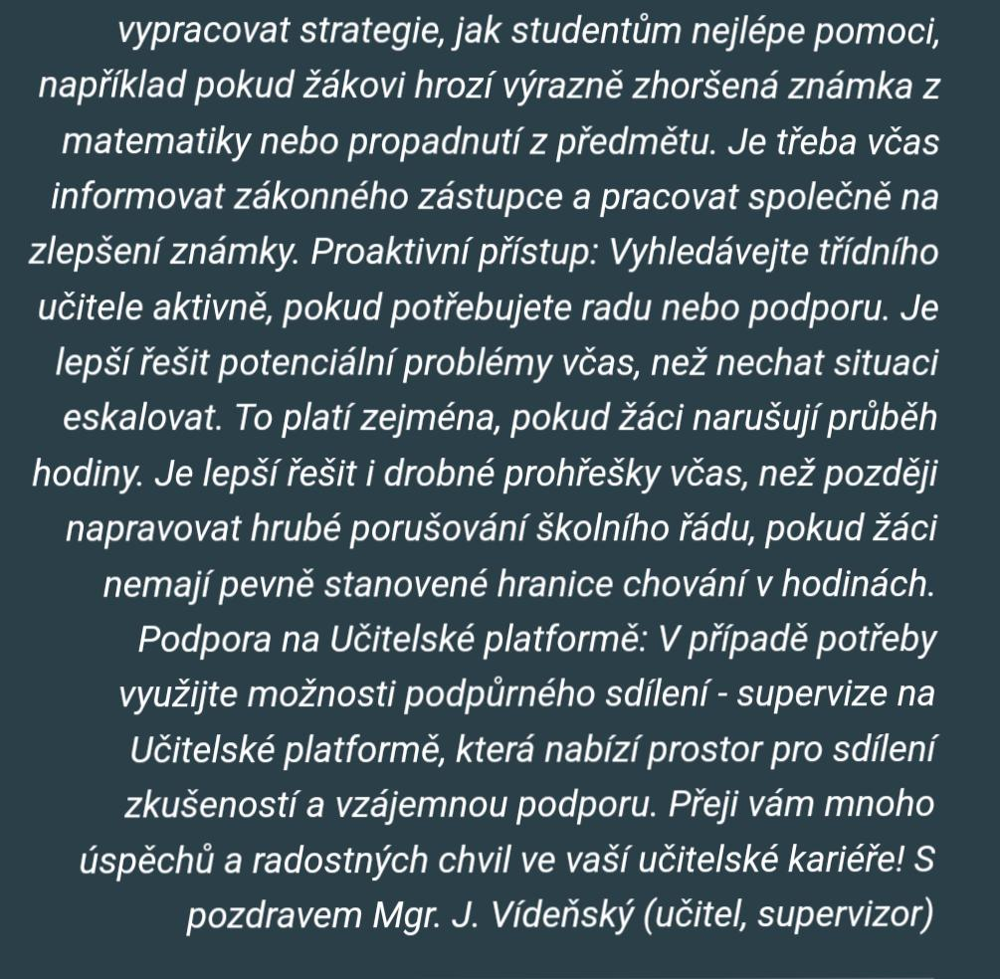 vypracovat strategie, jak studentům nejlépe pomoci,
například pokud žákovi hrozí výrazně zhoršená známka z
matematiky nebo propadnutí z předmětu. Je třeba včas
informovat zákonného zástupce a pracovat společně na
zlepšení známky. Proaktivní přístup: Vyhledávejte třídního
učitele aktivně, pokud potřebujete radu nebo podporu. Je
lepší řešit potenciální problémy včas, než nechat situaci
eskalovat. To platí zejména, pokud žáci narušují průběh
hodiny. Je lepší řešit i drobné prohřešky včas, než později
napravovat hrubé porušování školního řádu, pokud žáci
nemají pevně stanovené hranice chování v hodinách.
Podpora na Učitelské platformě: V případě potřeby
využijte možnosti podpůrného sdílení - supervize na
Učitelské platformě, která nabízí prostor pro sdílení
zkušeností a vzájemnou podporu. Přeji vám mnoho
úspěchů a radostných chvil ve vaší učitelské kariéře! S
pozdravem Mgr. J. Vídeňský (učitel, supervizor)